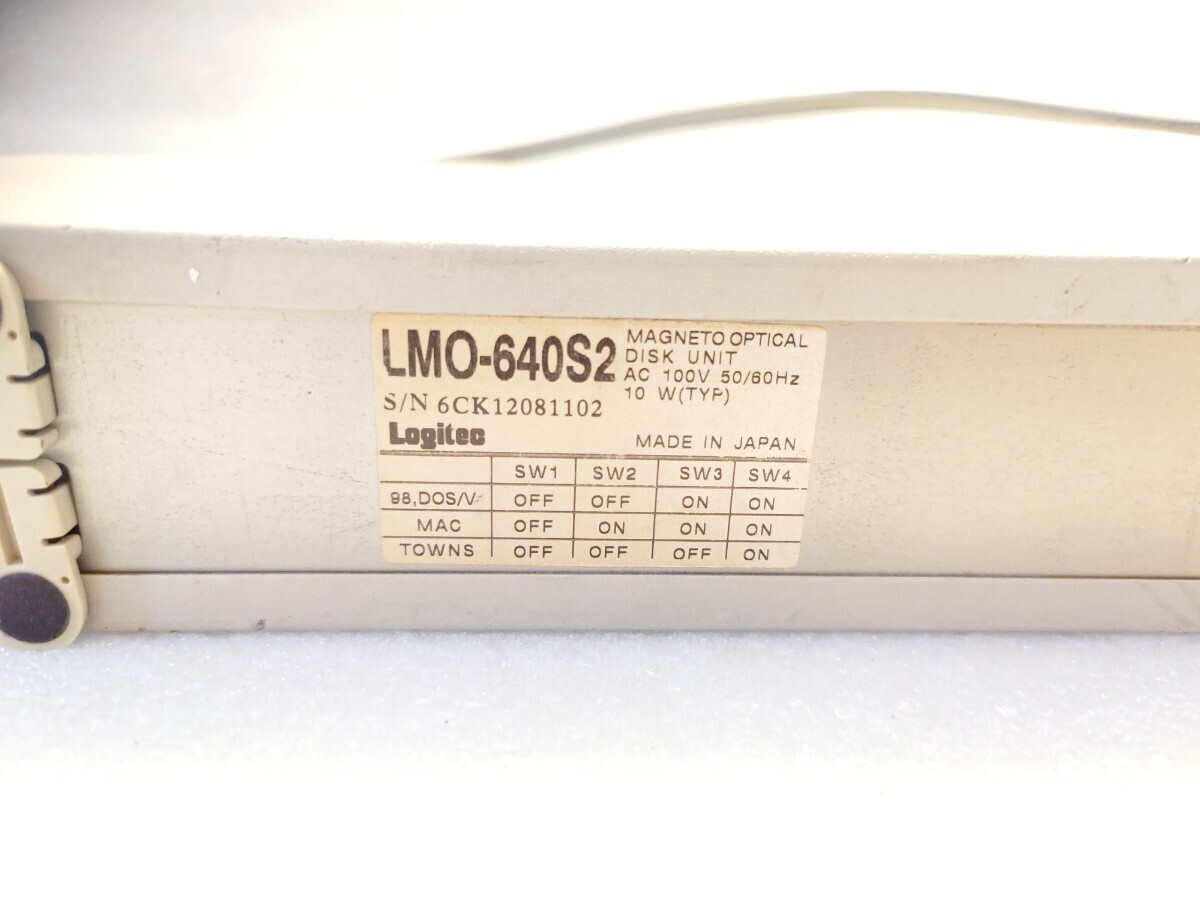 LMO-640S2
MAGNETO OPTICAL
DISK UNIT
AC 100V 50/60Hz
10 W(TYP)
S/N 6CK12081102
Logitec
MADE IN JAPAN
SW1 SW2 SW3 SW4
98,DOS/V OFF OFF ON ON
MAC OFF ON ON ON
TOWNS OFF OFF OFF ON